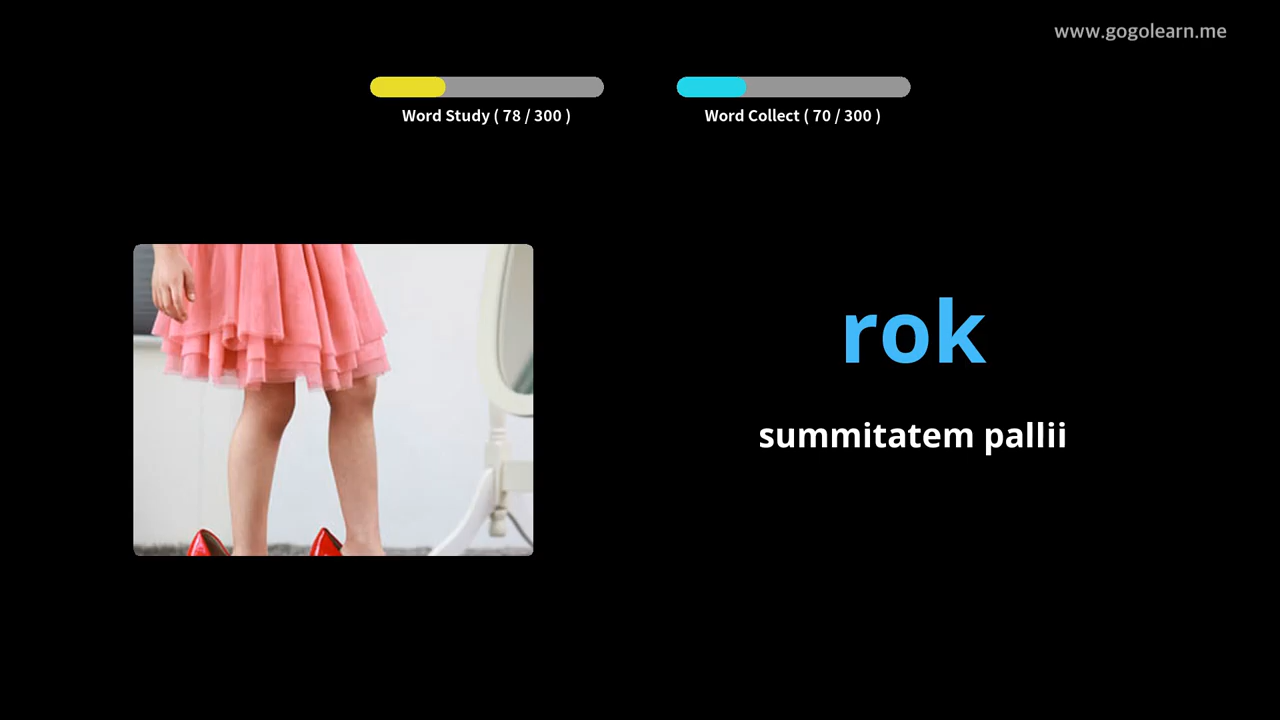 www.gogolearn.me
Word Study ( 78 / 300 )
Word Collect ( 70 / 300 )
rok
summitatem pallii